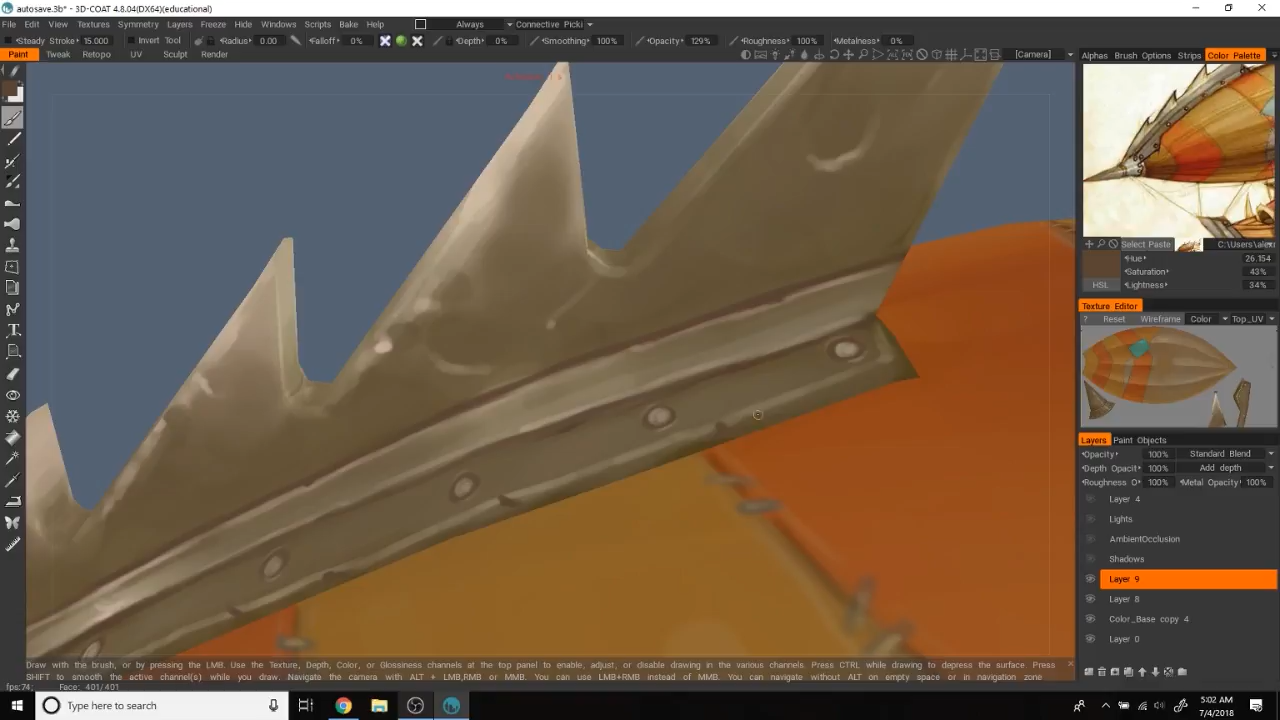 autosave.3b* - 3D-COAT 4.8.04(DX64)(educational)
File Edit View Textures Symmetry Layers Freeze Hide Windows Scripts Bake Help Always Connective Picki
Steady Stroke 15.000 Invert Tool Radius 0.00 Falloff 0% Depth 0% Smoothing 100% Opacity 129% Roughness 100% Metalness 0%
Paint Tweak Retopo UV Sculpt Render [Camera] Alphas Brush Options Strips Color Palette
Select Paste C:\Users\alexr
Hue 26.154
Saturation 43%
HSL Lightness 34%
Texture Editor
? Reset Wireframe Color Top_UV
Layers Paint Objects
Opacity 100% Standard Blend
Depth Opacit 100% Add depth
Roughness O 100% Metal Opacity 100%
Layer 4
Lights
AmbientOcclusion
Shadows
Layer 9
Layer 8
Color_Base copy 4
Layer 0
Draw with the brush, or by pressing the LMB. Use the Texture, Depth, Color, or Glossiness channels at the top panel to enable, adjust, or disable drawing in the various channels. Press CTRL while drawing to depress the surface. Press
SHIFT to smooth the active channel(s) while you draw. Navigate the camera with ALT + LMB,RMB or MMB. You can use LMB+RMB instead of MMB. You can navigate without ALT on empty space or in navigation zone
fps:74; Face: 401/401
Type here to search
5:02 AM
7/4/2018